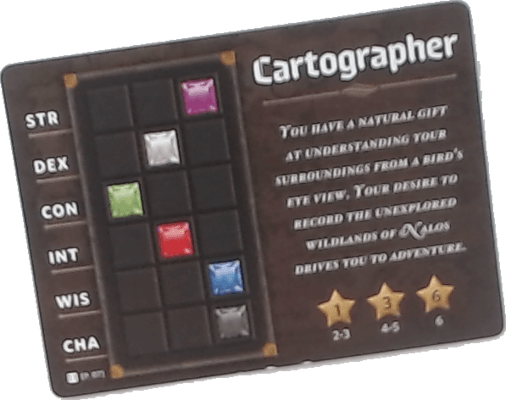 Cartographer
STR
DEX
CON
INT
WIS
CHA
YOU HAVE A NATURAL GIFT
AT UNDERSTANDING YOUR
SURROUNDINGS FROM A BIRD'S
EYE VIEW. YOUR DESIRE TO
RECORD THE UNEXPLORED
WILDLANDS OF NALOS
DRIVES YOU TO ADVENTURE.
1 3 6
2-3 4-5 6